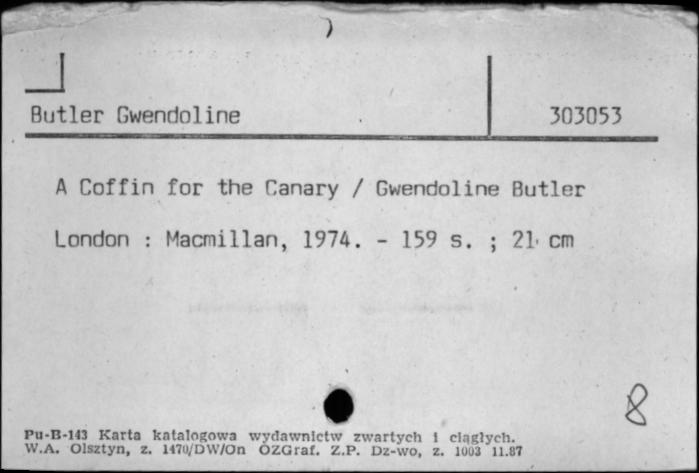 Butler Gwendoline 303053
A Coffin for the Canary / Gwendoline Butler
London : Macmillan, 1974. - 159 s. ; 21 cm
8
Pu-B-143 Karta katalogowa wydawnictw zwartych i ciągłych.
W.A. Olsztyn, z. 1470/DW/On OZGraf. Z.P. Dz-wo, z. 1003 11.87